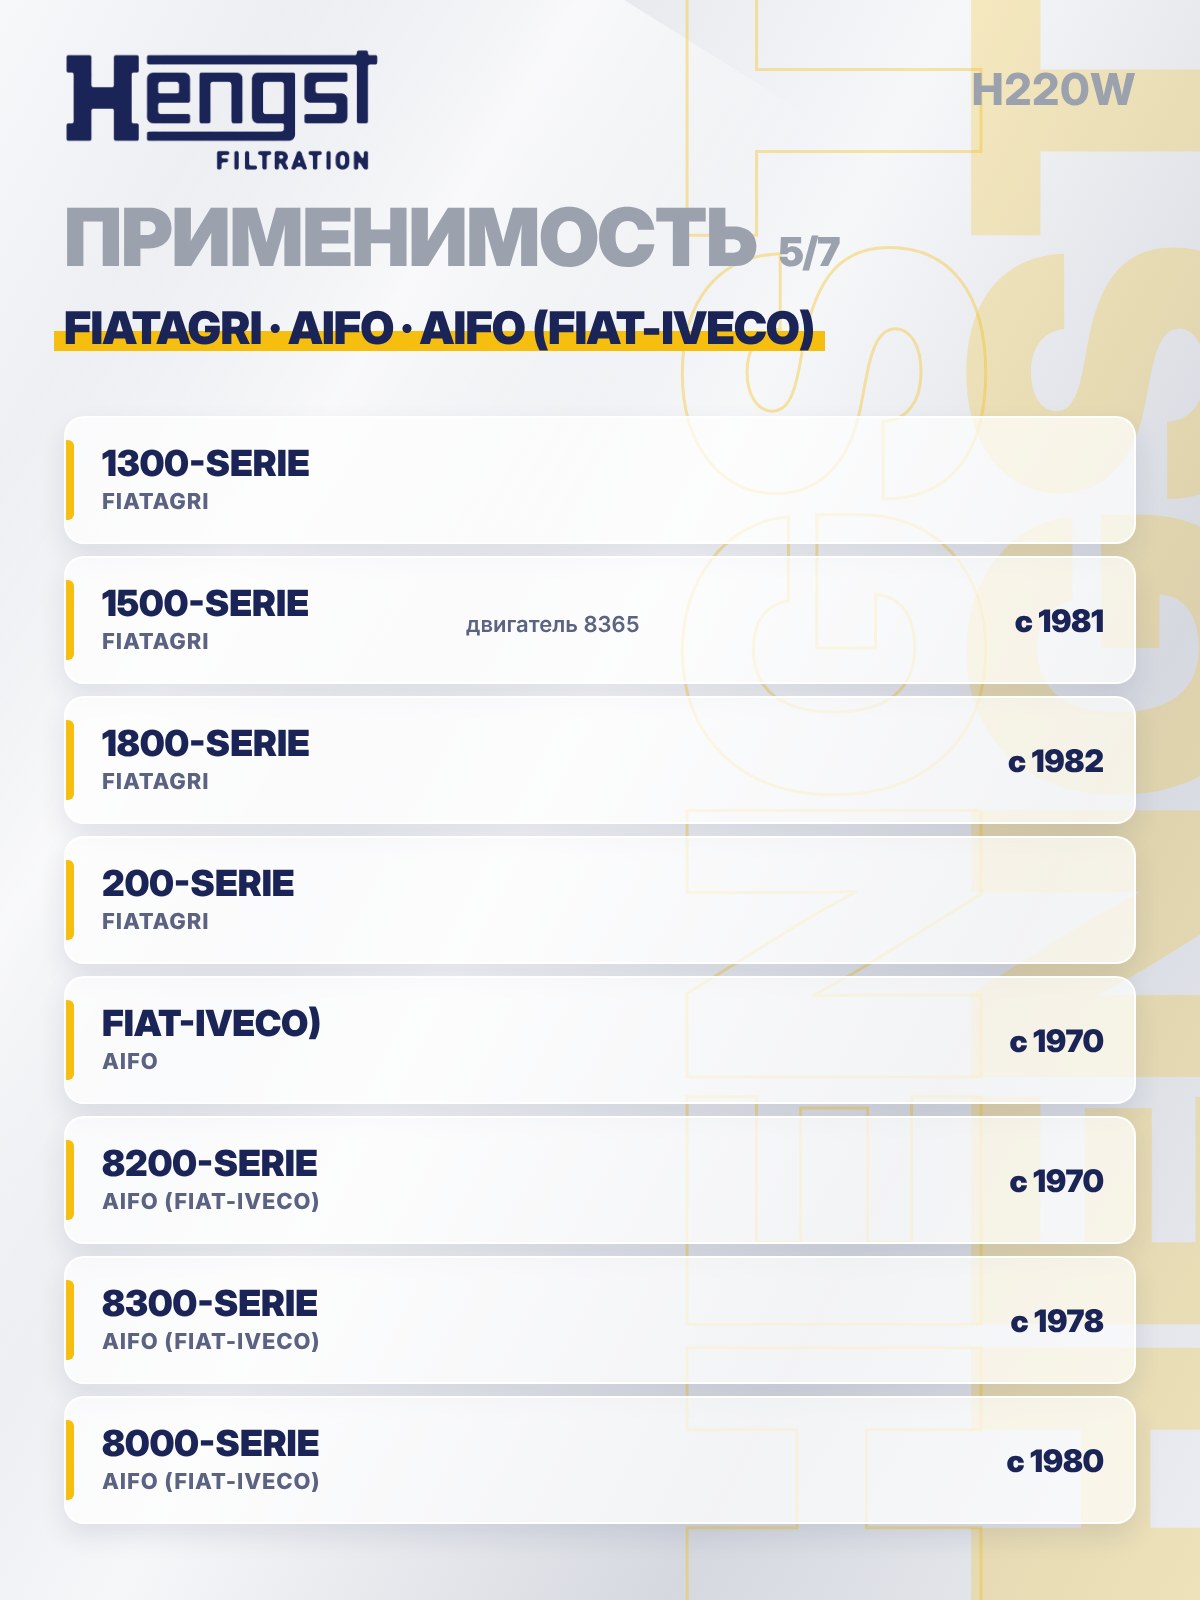 Hengst
FILTRATION
H220W
ПРИМЕНИМОСТЬ 5/7
FIATAGRI · AIFO · AIFO (FIAT-IVECO)
1300-SERIE
FIATAGRI
1500-SERIE
FIATAGRI
двигатель 8365
с 1981
1800-SERIE
FIATAGRI
с 1982
200-SERIE
FIATAGRI
FIAT-IVECO)
AIFO
с 1970
8200-SERIE
AIFO (FIAT-IVECO)
с 1970
8300-SERIE
AIFO (FIAT-IVECO)
с 1978
8000-SERIE
AIFO (FIAT-IVECO)
с 1980
HENGST
HENGST